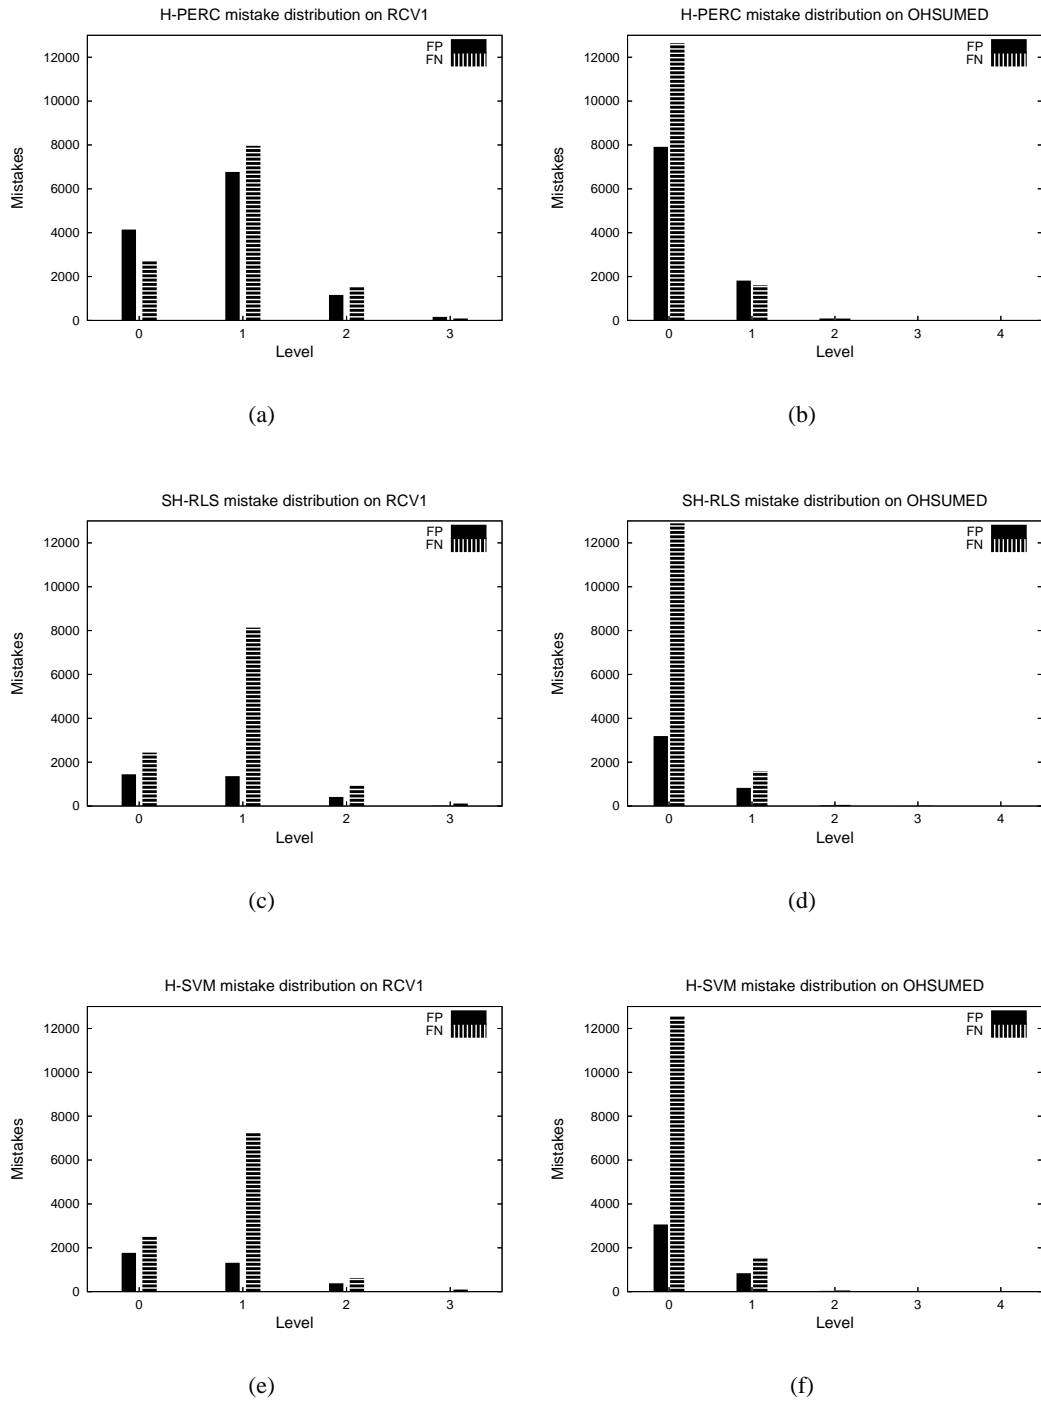 H-PERC mistake distribution on RCV1
FP
FN
12000
10000
8000
6000
4000
2000
0
Mistakes
0 1 2 3
Level
(a)
H-PERC mistake distribution on OHSUMED
FP
FN
12000
10000
8000
6000
4000
2000
0
Mistakes
0 1 2 3 4
Level
(b)
SH-RLS mistake distribution on RCV1
FP
FN
12000
10000
8000
6000
4000
2000
0
Mistakes
0 1 2 3
Level
(c)
SH-RLS mistake distribution on OHSUMED
FP
FN
12000
10000
8000
6000
4000
2000
0
Mistakes
0 1 2 3 4
Level
(d)
H-SVM mistake distribution on RCV1
FP
FN
12000
10000
8000
6000
4000
2000
0
Mistakes
0 1 2 3
Level
(e)
H-SVM mistake distribution on OHSUMED
FP
FN
12000
10000
8000
6000
4000
2000
0
Mistakes
0 1 2 3 4
Level
(f)